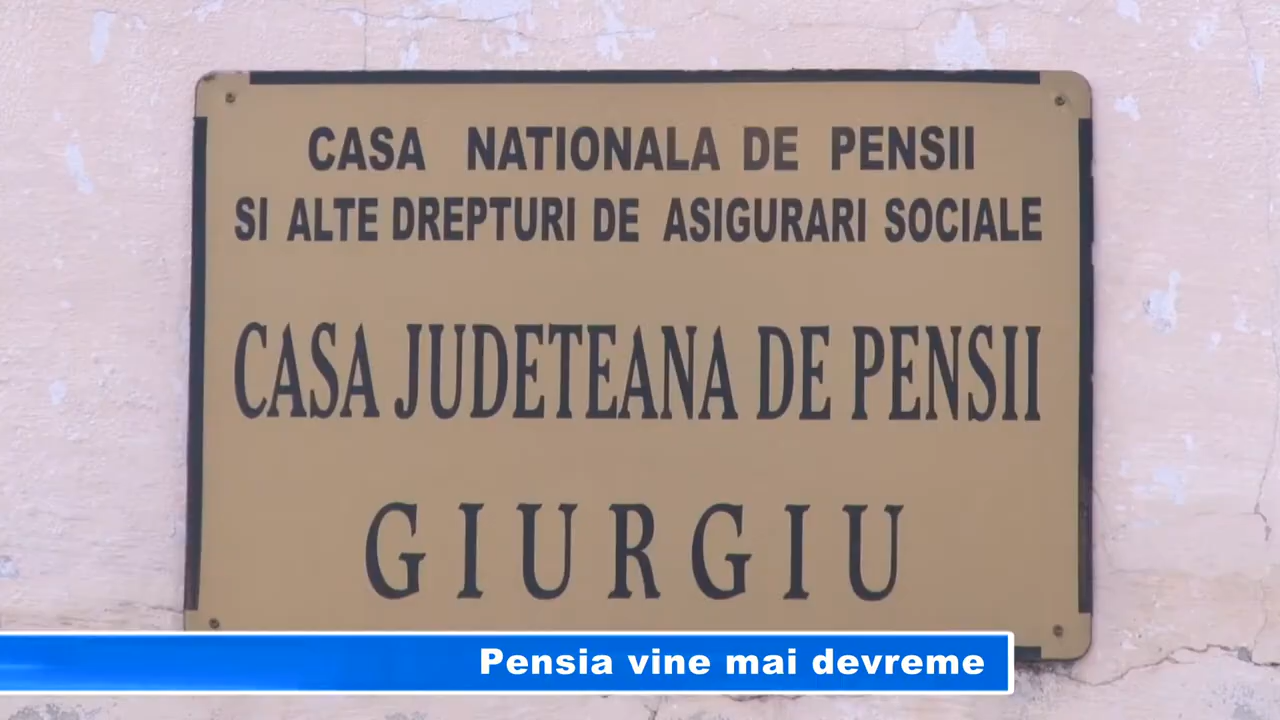 CASA NATIONALA DE PENSII
SI ALTE DREPTURI DE ASIGURARI SOCIALE
CASA JUDETEANA DE PENSII
GIURGIU
Pensia vine mai devreme